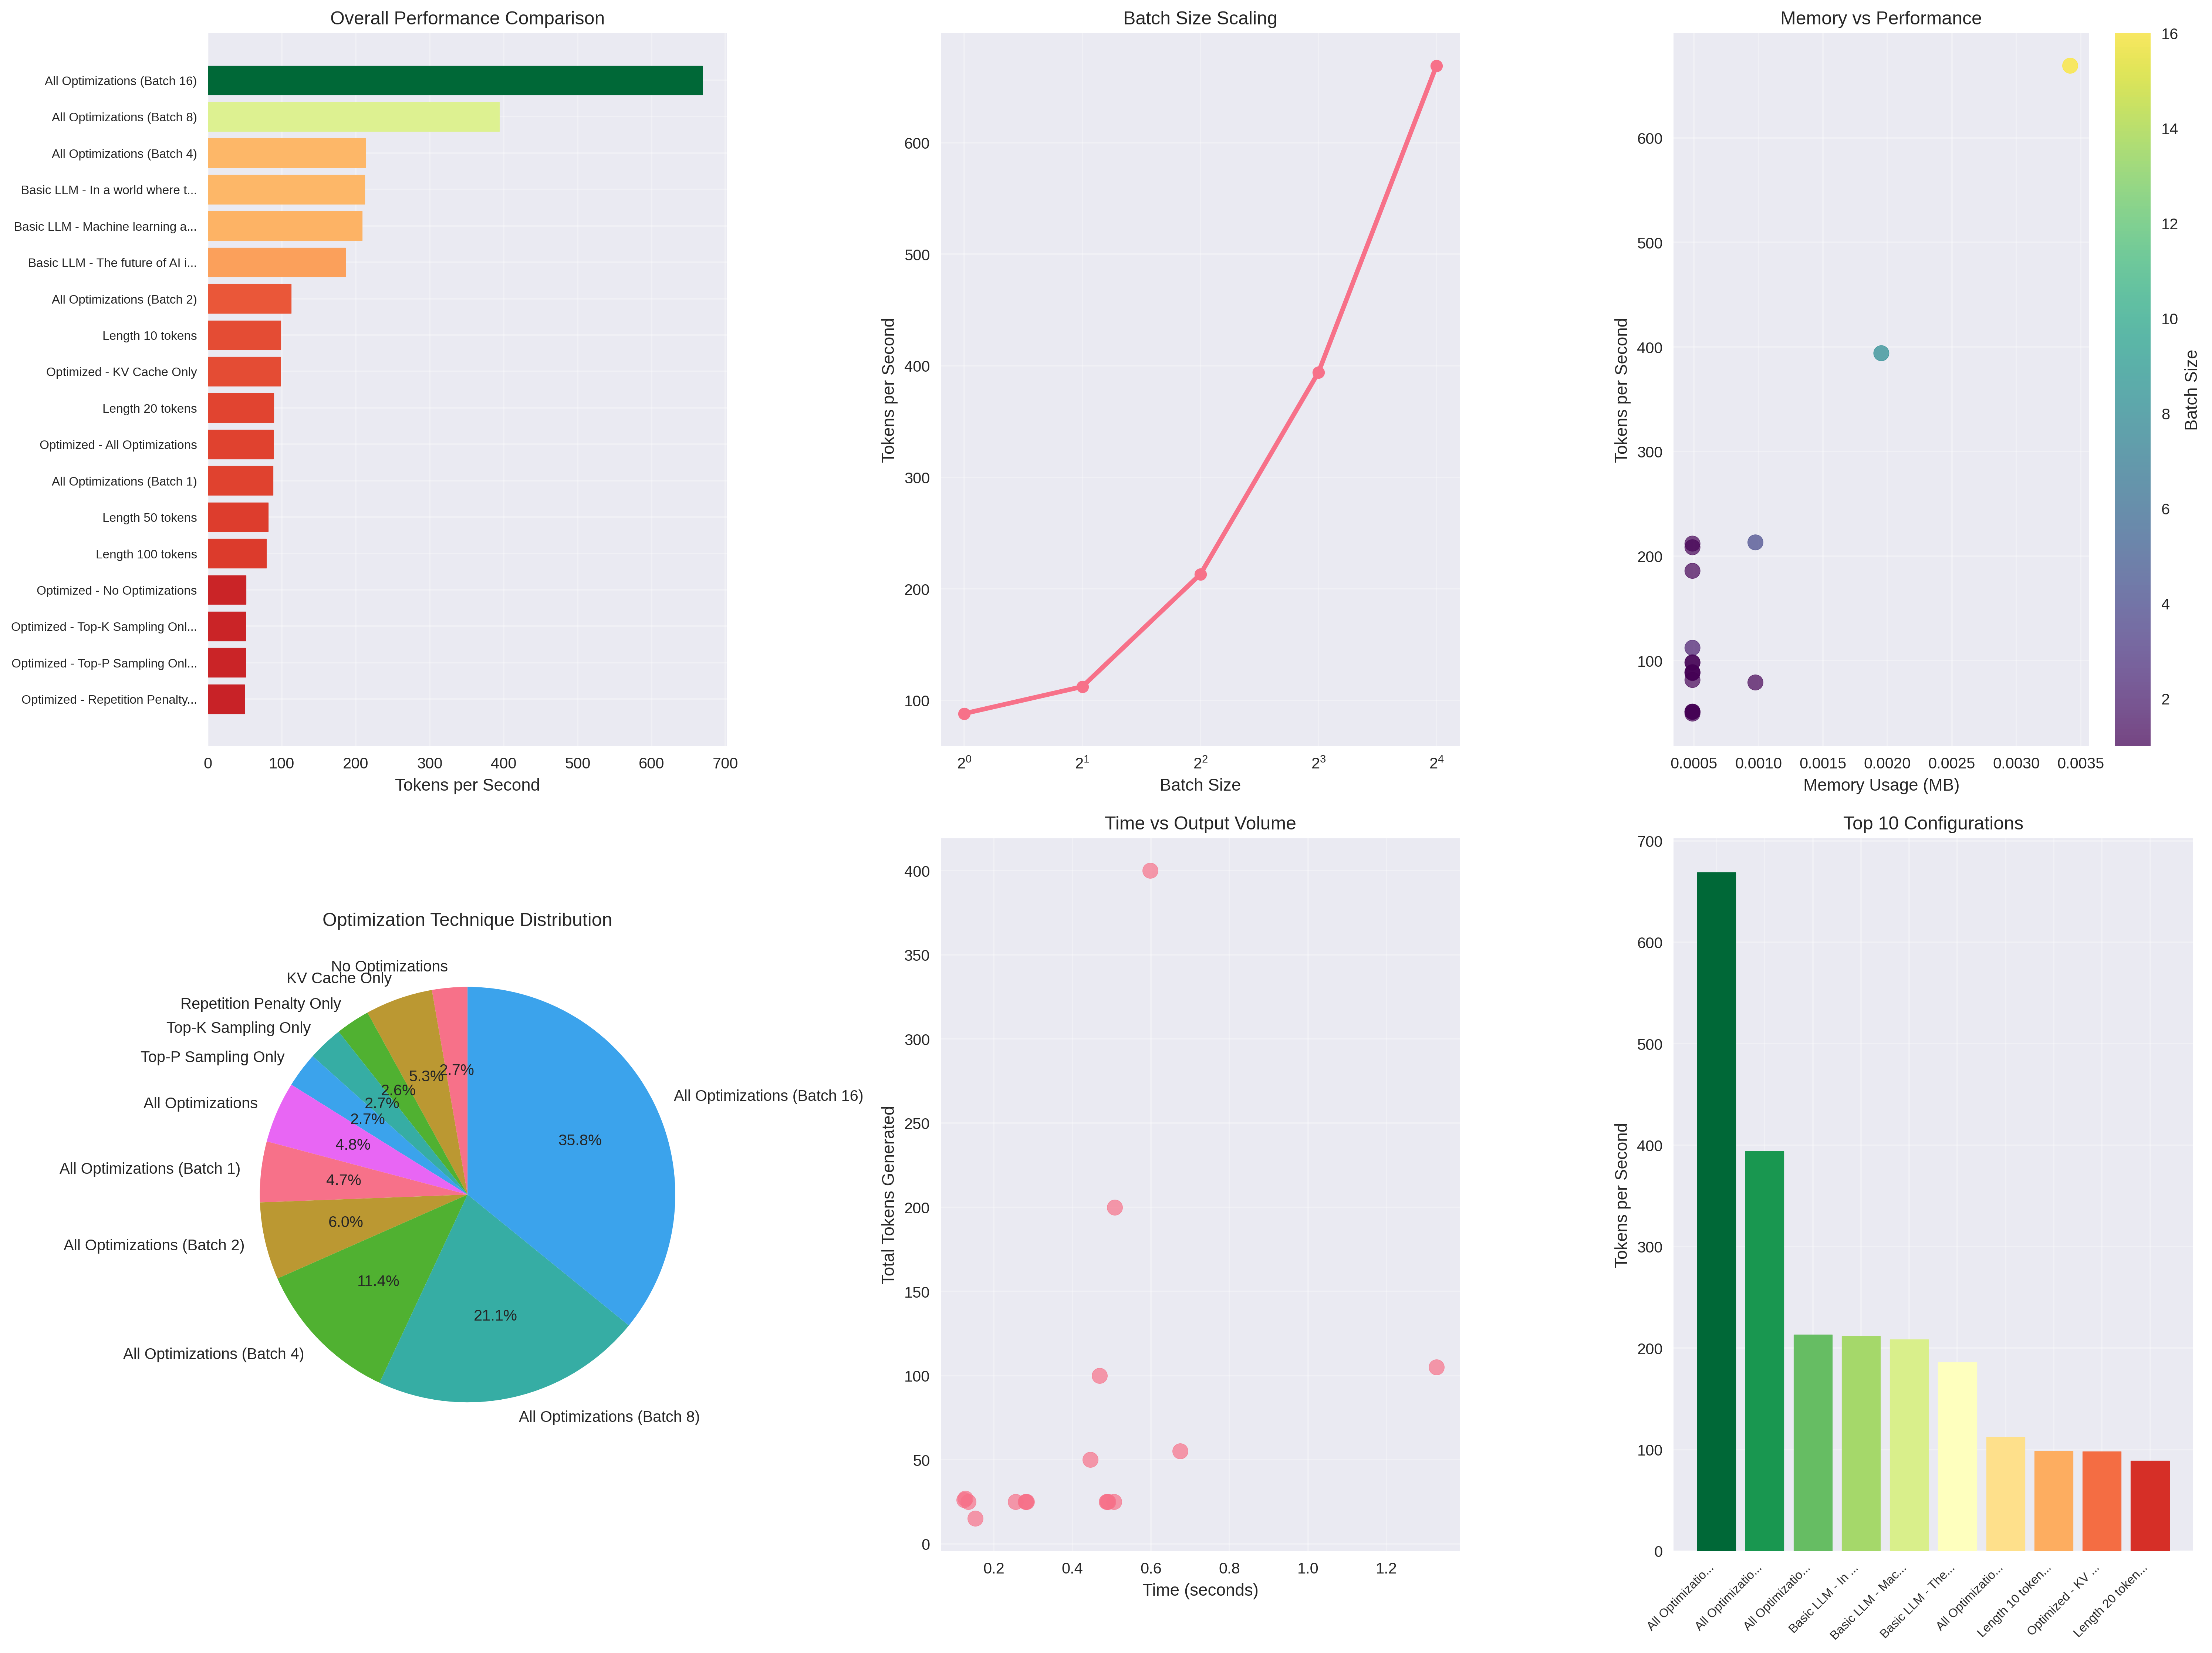 Overall Performance Comparison
All Optimizations (Batch 16)
All Optimizations (Batch 8)
All Optimizations (Batch 4)
Basic LLM - In a world where t...
Basic LLM - Machine learning a...
Basic LLM - The future of AI i...
All Optimizations (Batch 2)
Length 10 tokens
Optimized - KV Cache Only
Length 20 tokens
Optimized - All Optimizations
All Optimizations (Batch 1)
Length 50 tokens
Length 100 tokens
Optimized - No Optimizations
Optimized - Top-K Sampling Onl...
Optimized - Top-P Sampling Onl...
Optimized - Repetition Penalty...
0 100 200 300 400 500 600 700
Tokens per Second
Batch Size Scaling
Tokens per Second
600
500
400
300
200
100
2⁰ 2¹ 2² 2³ 2⁴
Batch Size
Memory vs Performance
Tokens per Second
600
500
400
300
200
100
0.0005 0.0010 0.0015 0.0020 0.0025 0.0030 0.0035
Memory Usage (MB)
16
14
12
10
8
6
4
2
Batch Size
Optimization Technique Distribution
No Optimizations
KV Cache Only
Repetition Penalty Only
Top-K Sampling Only
Top-P Sampling Only
All Optimizations
All Optimizations (Batch 1)
All Optimizations (Batch 2)
All Optimizations (Batch 4)
All Optimizations (Batch 8)
All Optimizations (Batch 16)
2.7%
5.3%
2.6%
2.7%
2.7%
4.8%
4.7%
6.0%
11.4%
21.1%
35.8%
Time vs Output Volume
Total Tokens Generated
400
350
300
250
200
150
100
50
0
0.2 0.4 0.6 0.8 1.0 1.2
Time (seconds)
Top 10 Configurations
Tokens per Second
700
600
500
400
300
200
100
0
All Optimizatio...
All Optimizatio...
All Optimizatio...
Basic LLM - In ...
Basic LLM - Mac...
Basic LLM - The...
All Optimizatio...
Length 10 token...
Optimized - KV ...
Length 20 token...